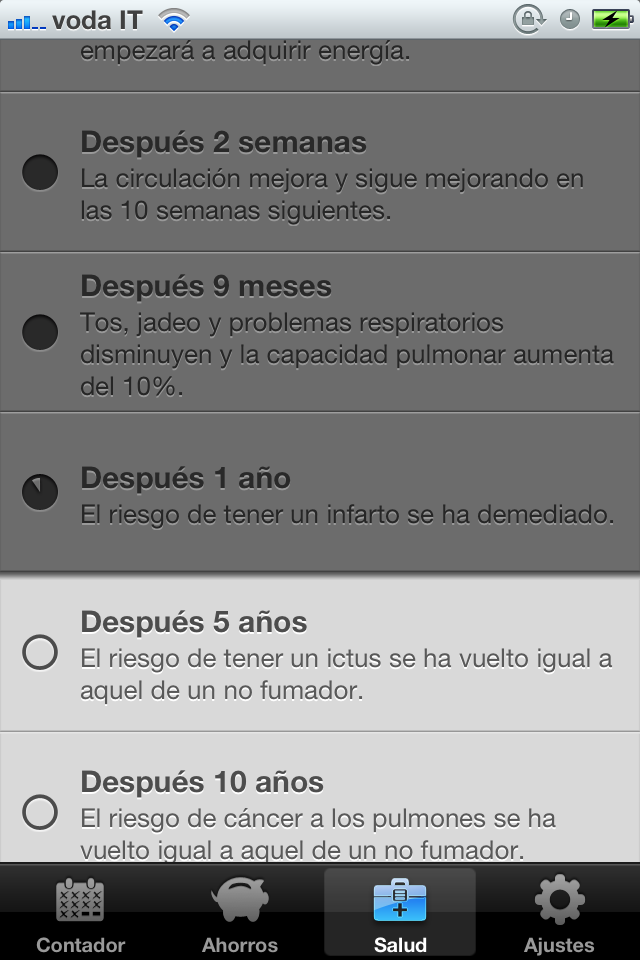 voda IT
empezará a adquirir energía.
Después 2 semanas
La circulación mejora y sigue mejorando en
las 10 semanas siguientes.
Después 9 meses
Tos, jadeo y problemas respiratorios
disminuyen y la capacidad pulmonar aumenta
del 10%.
Después 1 año
El riesgo de tener un infarto se ha demediado.
Después 5 años
El riesgo de tener un ictus se ha vuelto igual a
aquel de un no fumador.
Después 10 años
El riesgo de cáncer a los pulmones se ha
vuelto igual a aquel de un no fumador.
Contador Ahorros Salud Ajustes